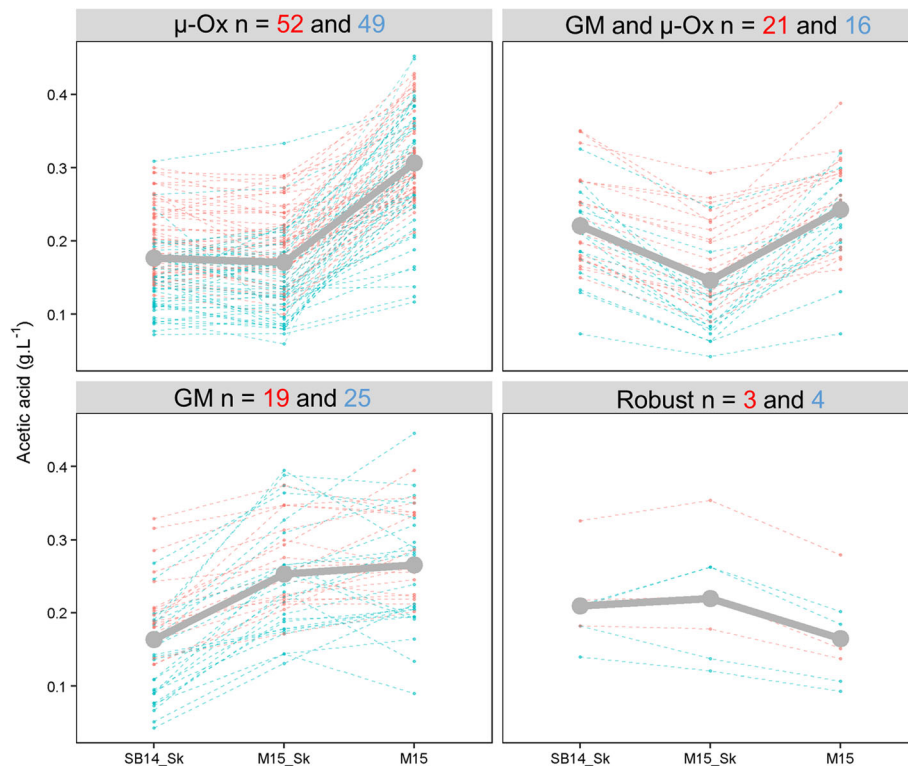 µ-Ox n = 52 and 49
GM and µ-Ox n = 21 and 16
Acetic acid (g.L⁻¹)
0.4
0.3
0.2
0.1
GM n = 19 and 25
Robust n = 3 and 4
0.4
0.3
0.2
0.1
SB14_Sk
M15_Sk
M15
SB14_Sk
M15_Sk
M15